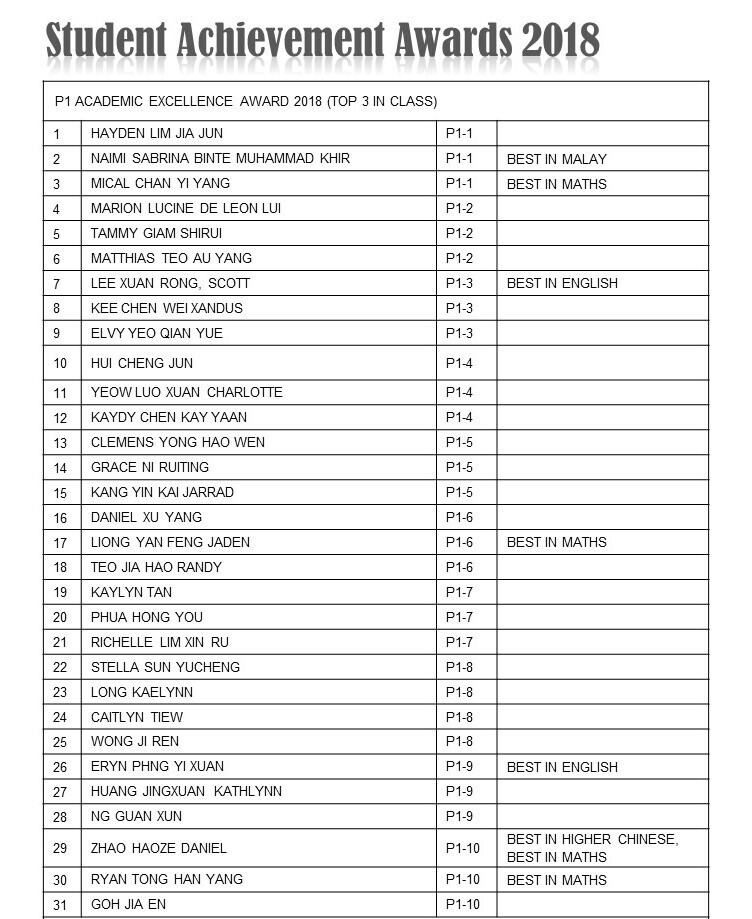 Student Achievement Awards 2018
P1 ACADEMIC EXCELLENCE AWARD 2018 (TOP 3 IN CLASS)
1 HAYDEN LIM JIA JUN P1-1
2 NAIMI SABRINA BINTE MUHAMMAD KHIR P1-1 BEST IN MALAY
3 MICAL CHAN YI YANG P1-1 BEST IN MATHS
4 MARION LUCINE DE LEON LUI P1-2
5 TAMMY GIAM SHIRUI P1-2
6 MATTHIAS TEO AU YANG P1-2
7 LEE XUAN RONG, SCOTT P1-3 BEST IN ENGLISH
8 KEE CHEN WEI XANDUS P1-3
9 ELVY YEO QIAN YUE P1-3
10 HUI CHENG JUN P1-4
11 YEOW LUO XUAN CHARLOTTE P1-4
12 KAYDY CHEN KAY YAAN P1-4
13 CLEMENS YONG HAO WEN P1-5
14 GRACE NI RUITING P1-5
15 KANG YIN KAI JARRAD P1-5
16 DANIEL XU YANG P1-6
17 LIONG YAN FENG JADEN P1-6 BEST IN MATHS
18 TEO JIA HAO RANDY P1-6
19 KAYLYN TAN P1-7
20 PHUA HONG YOU P1-7
21 RICHELLE LIM XIN RU P1-7
22 STELLA SUN YUCHENG P1-8
23 LONG KAELYNN P1-8
24 CAITLYN TIEW P1-8
25 WONG JI REN P1-8
26 ERYN PHNG YI XUAN P1-9 BEST IN ENGLISH
27 HUANG JINGXUAN KATHLYNN P1-9
28 NG GUAN XUN P1-9
29 ZHAO HAOZE DANIEL P1-10 BEST IN HIGHER CHINESE,
BEST IN MATHS
30 RYAN TONG HAN YANG P1-10 BEST IN MATHS
31 GOH JIA EN P1-10